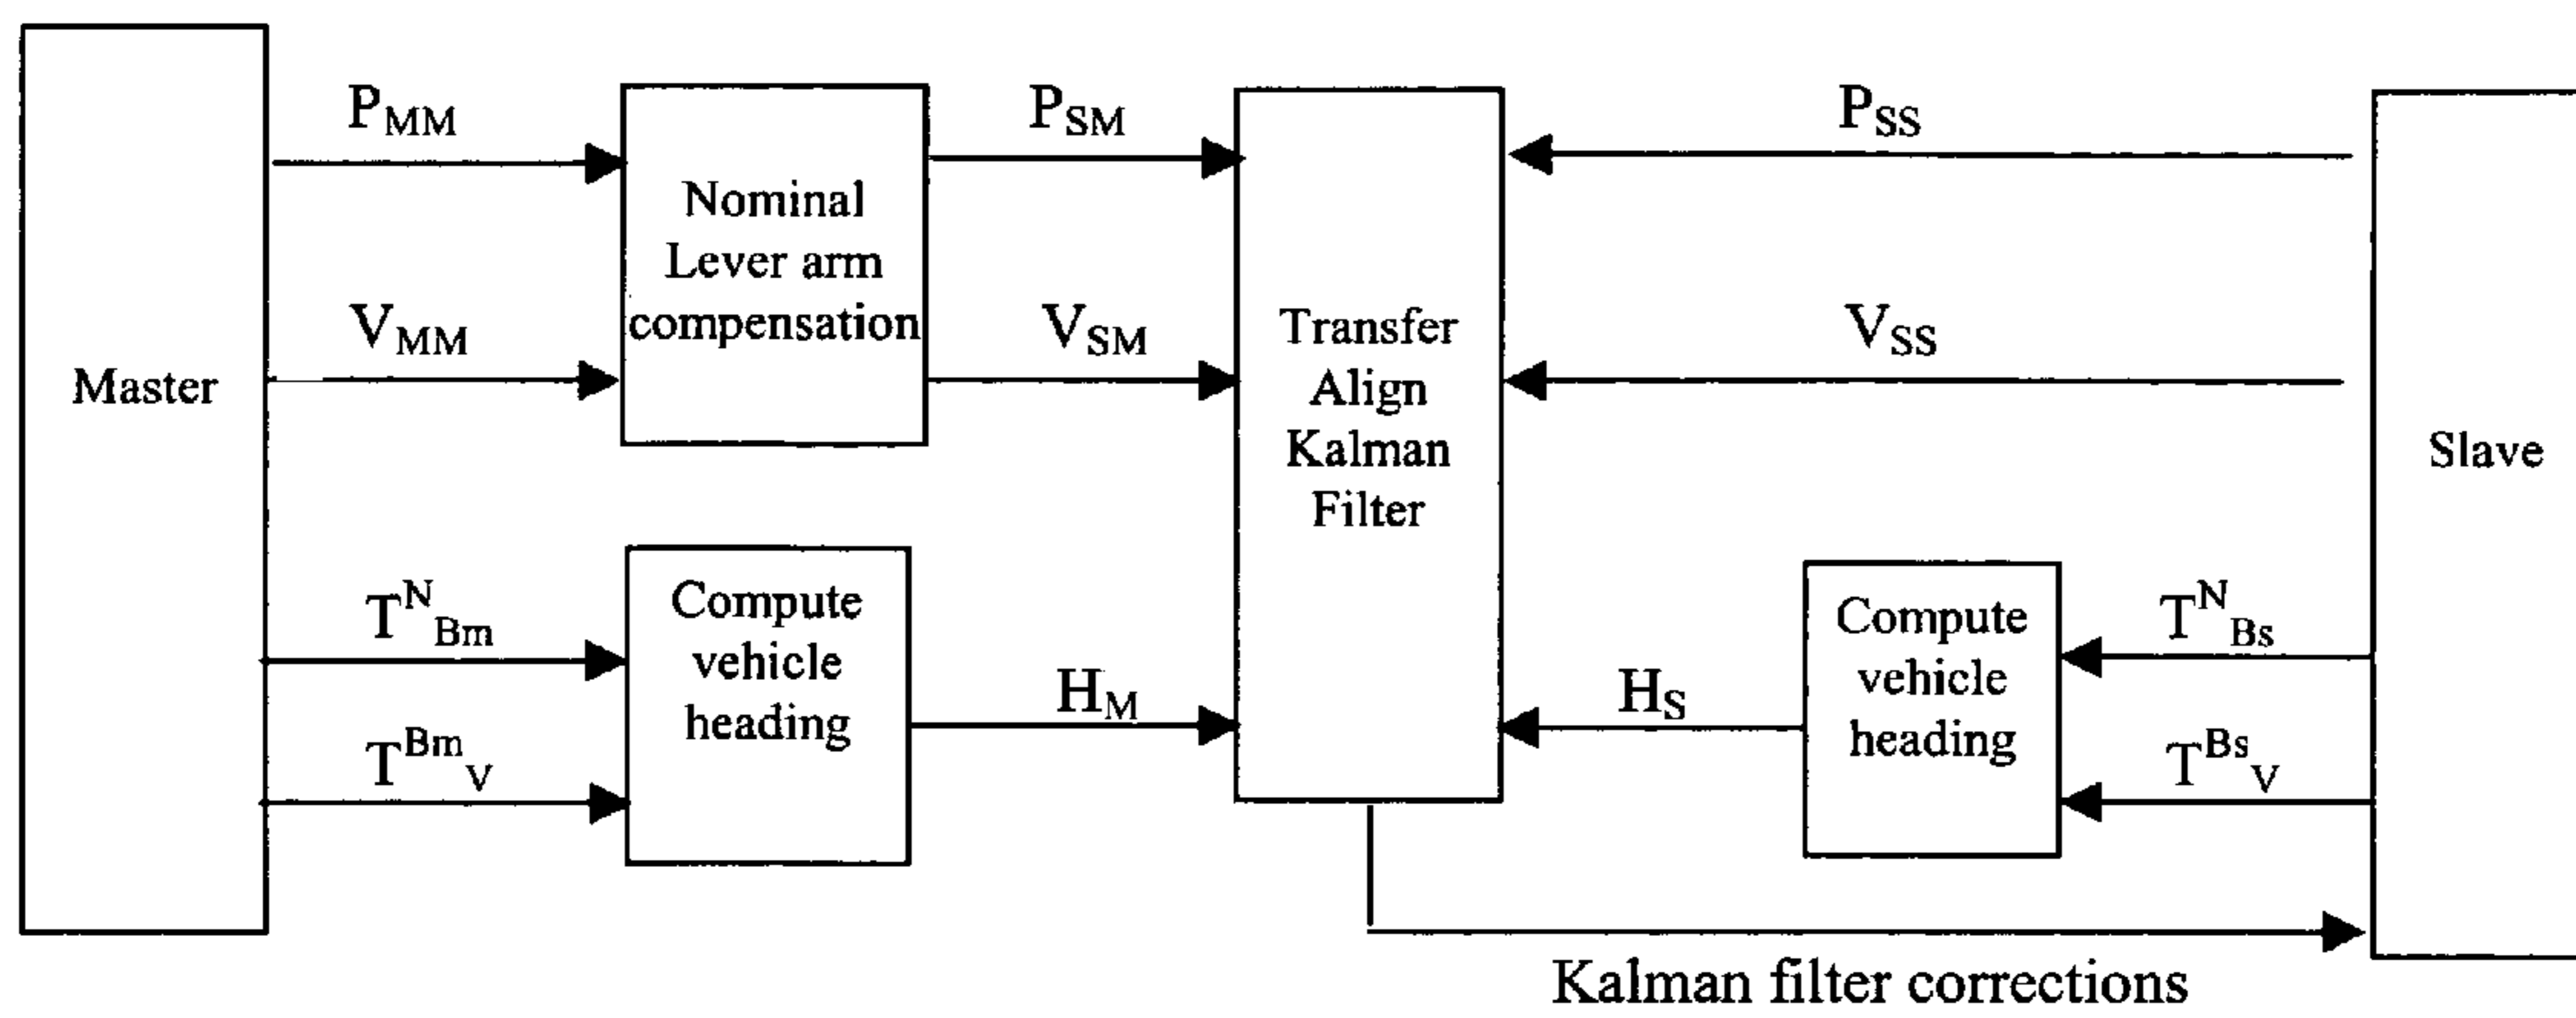 Master
P_MM
V_MM
T^N_Bm
T^Bm_V
Nominal
Lever arm
compensation
Compute
vehicle
heading
P_SM
V_SM
H_M
Transfer
Align
Kalman
Filter
P_SS
V_SS
H_S
Compute
vehicle
heading
T^N_Bs
T^Bs_V
Slave
Kalman filter corrections